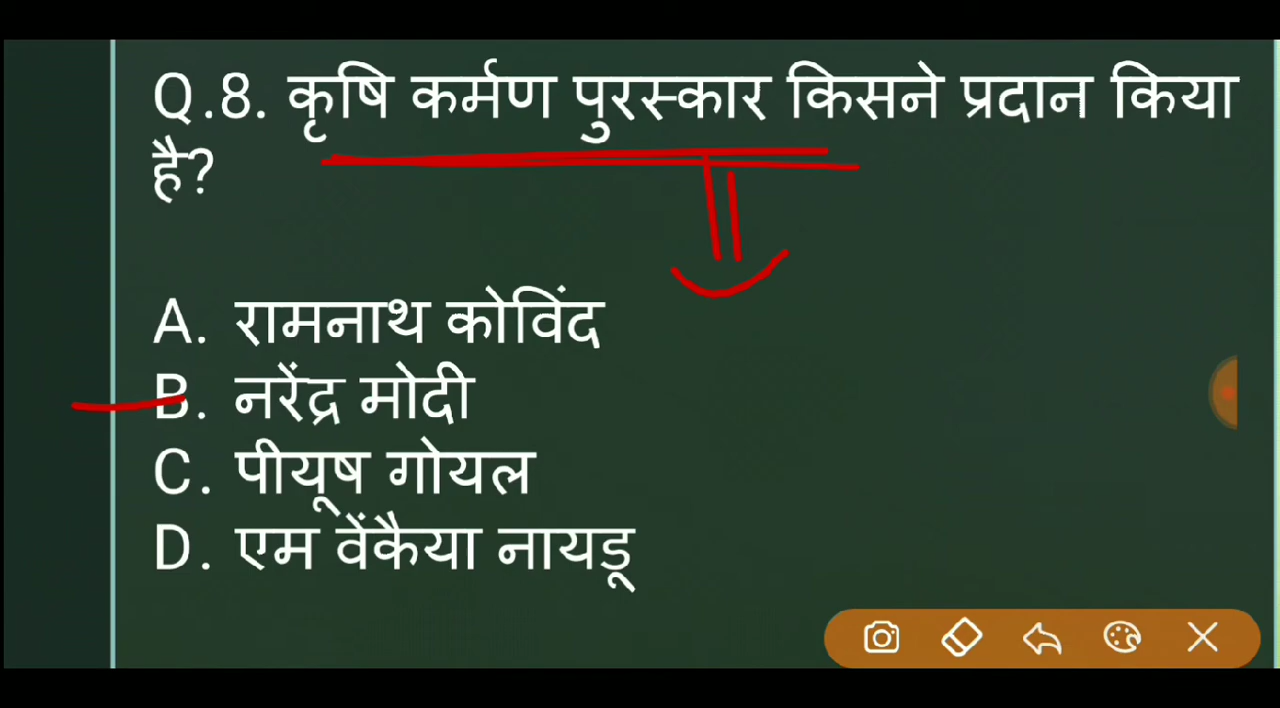 Q.8. कृषि कर्मण पुरस्कार किसने प्रदान किया
है?
A. रामनाथ कोविंद
B. नरेंद्र मोदी
C. पीयूष गोयल
D. एम वेंकैया नायडू